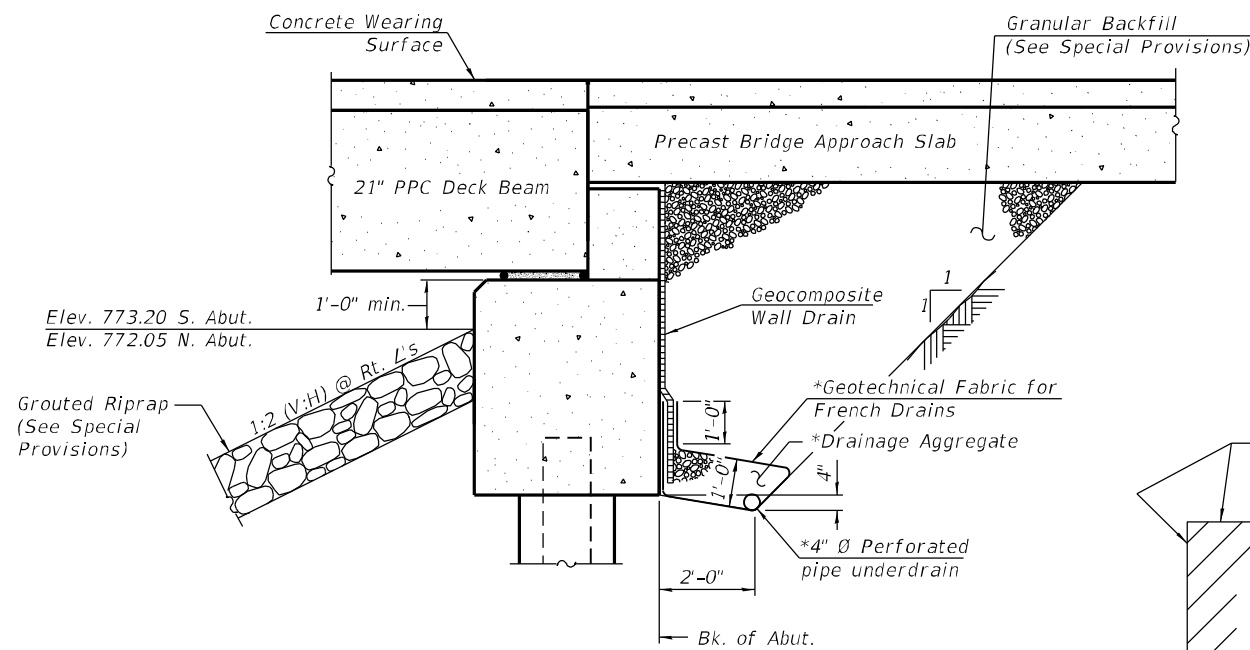 Concrete Wearing
Surface
Granular Backfill
(See Special Provisions)
Precast Bridge Approach Slab
21" PPC Deck Beam
1'-0" min.
Geocomposite
Wall Drain
1
1
Elev. 773.20 S. Abut.
Elev. 772.05 N. Abut.
1:2 (V:H) @ Rt. L's
Grouted Riprap
(See Special
Provisions)
*Geotechnical Fabric for
French Drains
1'-0"
*Drainage Aggregate
1'-0"
4"
*4" Ø Perforated
pipe underdrain
2'-0"
Bk. of Abut.